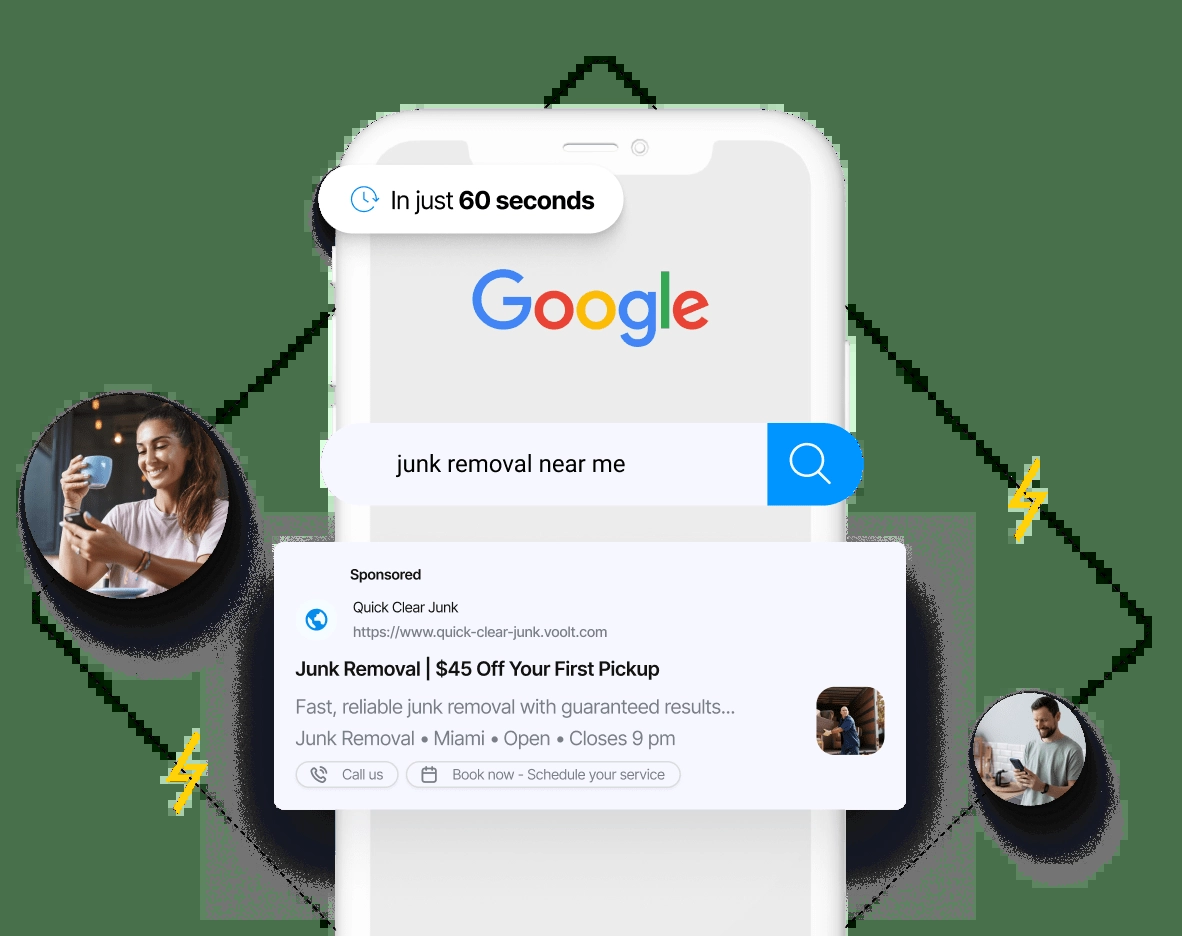 In just 60 seconds
Google
junk removal near me
Sponsored
Quick Clear Junk
https://www.quick-clear-junk.voolt.com
Junk Removal | $45 Off Your First Pickup
Fast, reliable junk removal with guaranteed results...
Junk Removal • Miami • Open • Closes 9 pm
Call us
Book now - Schedule your service